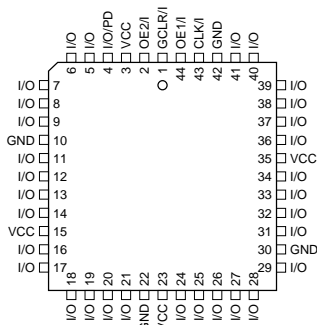 I/O
I/O
I/O/PD
VCC
OE2/I
GCLR/I
OE1/I
CLK/I
GND
I/O
I/O
6
5
4
3
2
1
44
43
42
41
40
I/O 7
I/O 8
I/O 9
GND 10
I/O 11
I/O 12
I/O 13
I/O 14
VCC 15
I/O 16
I/O 17
39 I/O
38 I/O
37 I/O
36 I/O
35 VCC
34 I/O
33 I/O
32 I/O
31 I/O
30 GND
29 I/O
18
19
20
21
22
23
24
25
26
27
28
I/O
I/O
I/O
I/O
GND
VCC
I/O
I/O
I/O
I/O
I/O